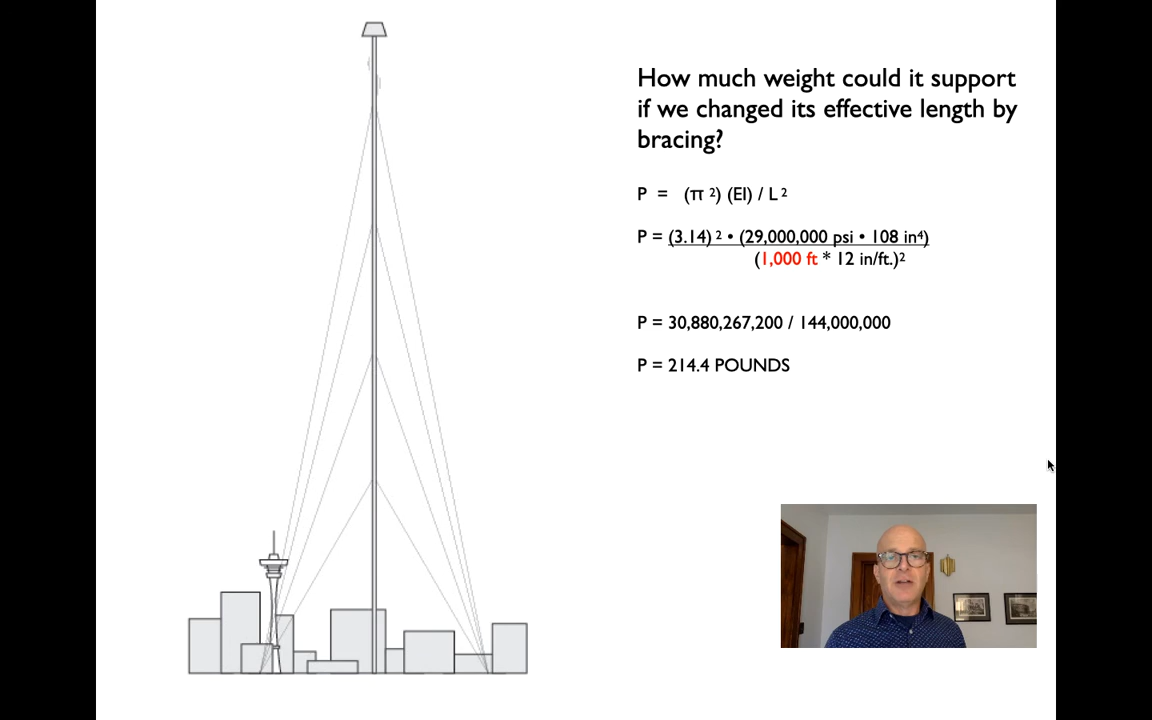 How much weight could it support
if we changed its effective length by
bracing?
P = (π ²) (EI) / L ²
P = (3.14) ² • (29,000,000 psi • 108 in⁴)
(1,000 ft * 12 in/ft.)²
P = 30,880,267,200 / 144,000,000
P = 214.4 POUNDS